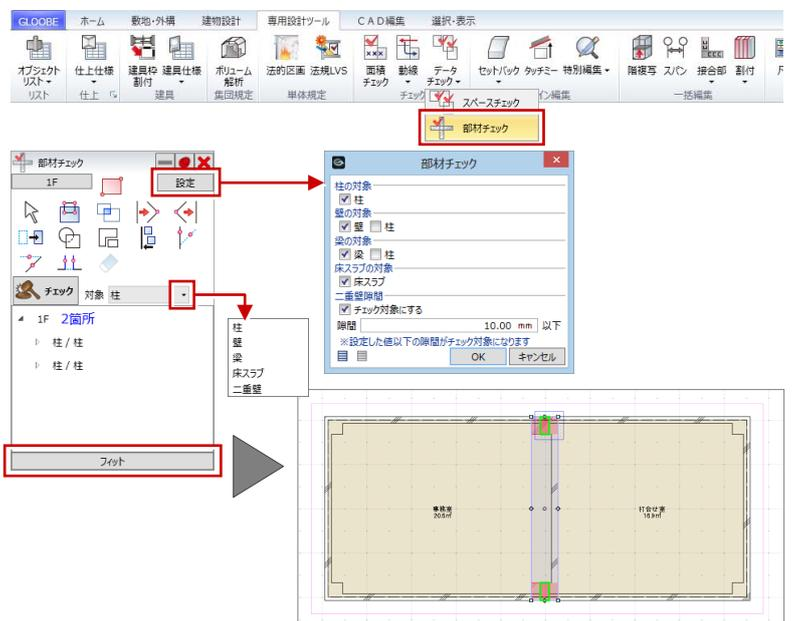 GLOOBE ホーム 敷地・外構 建物設計 専用設計ツール CAD編集 選択・表示
オブジェクトリスト 仕上仕様 建具枠割付 建具仕様 ボリューム解析 法的区画 法規LVS 面積チェック 動線 データチェック セットバック タッチミー 特別編集 階複写 スパン 接合部 割付
リスト 仕上 建具 集団規定 単体規定 チェック イン編集 一括編集
スペースチェック
部材チェック
部材チェック
1F 設定
チェック 対象 柱
1F 2箇所
柱/柱
柱/柱
フィット
柱
壁
梁
床スラブ
二重壁
部材チェック
柱の対象
柱
壁の対象
壁 柱
梁の対象
梁 柱
床スラブの対象
床スラブ
二重壁隙間
チェック対象にする
隙間 10.00 mm 以下
※設定した値以下の隙間がチェック対象になります
OK キャンセル
事務室
打合せ室